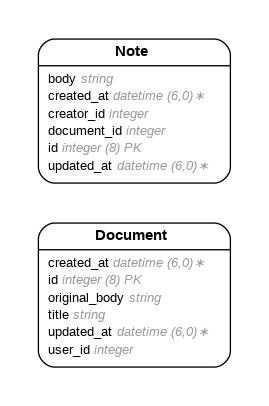 Note
body string
created_at datetime (6,0)∗
creator_id integer
document_id integer
id integer (8) PK
updated_at datetime (6,0)∗
Document
created_at datetime (6,0)∗
id integer (8) PK
original_body string
title string
updated_at datetime (6,0)∗
user_id integer